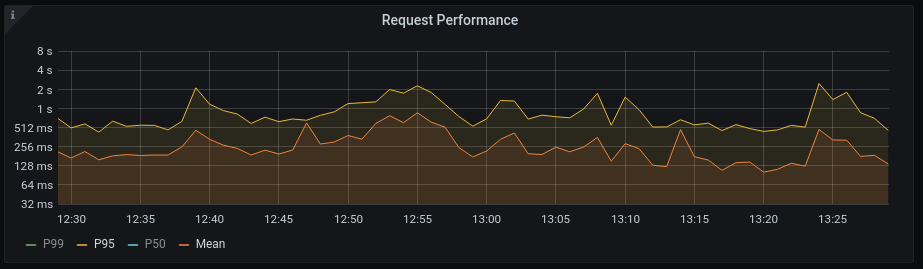 i
Request Performance
8 s
4 s
2 s
1 s
512 ms
256 ms
128 ms
64 ms
32 ms
12:30 12:35 12:40 12:45 12:50 12:55 13:00 13:05 13:10 13:15 13:20 13:25
P99 P95 P50 Mean